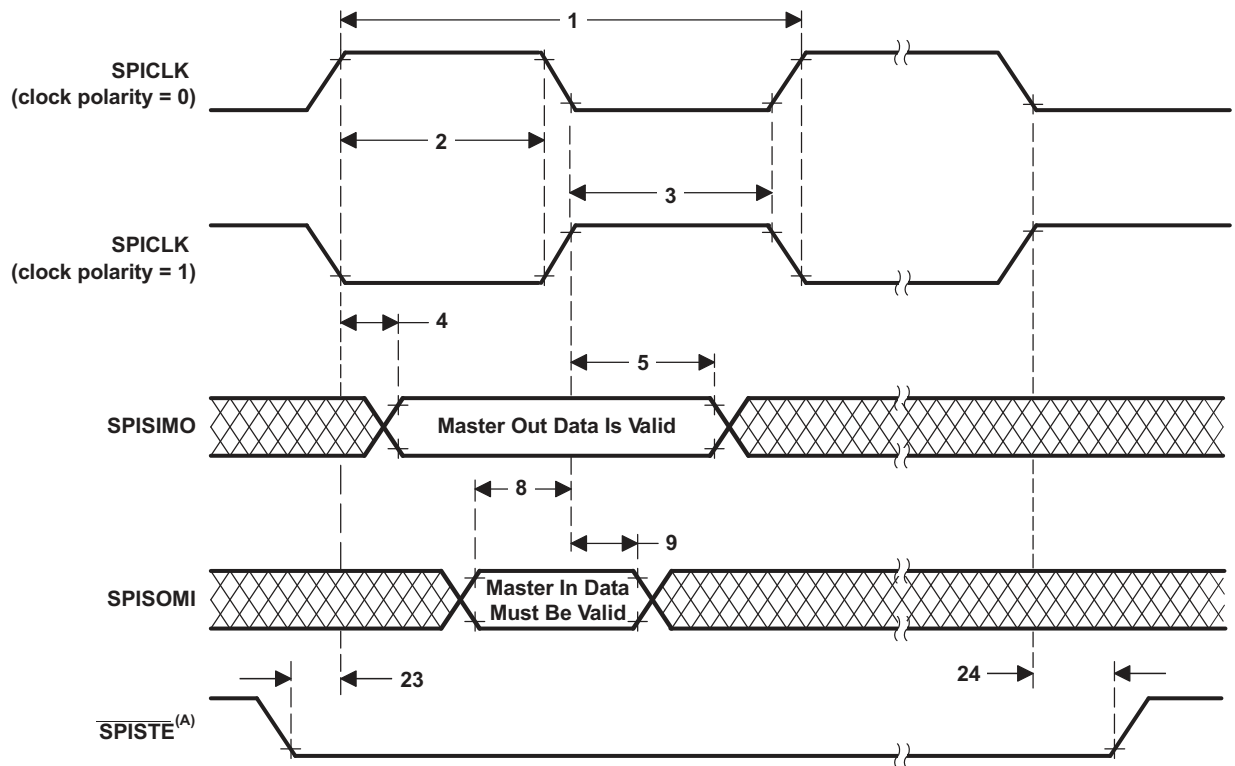 1
SPICLK
(clock polarity = 0)
2
3
SPICLK
(clock polarity = 1)
4
5
SPISIMO
Master Out Data Is Valid
8
9
SPISOMI
Master In Data
Must Be Valid
23
24
SPISTE(A)